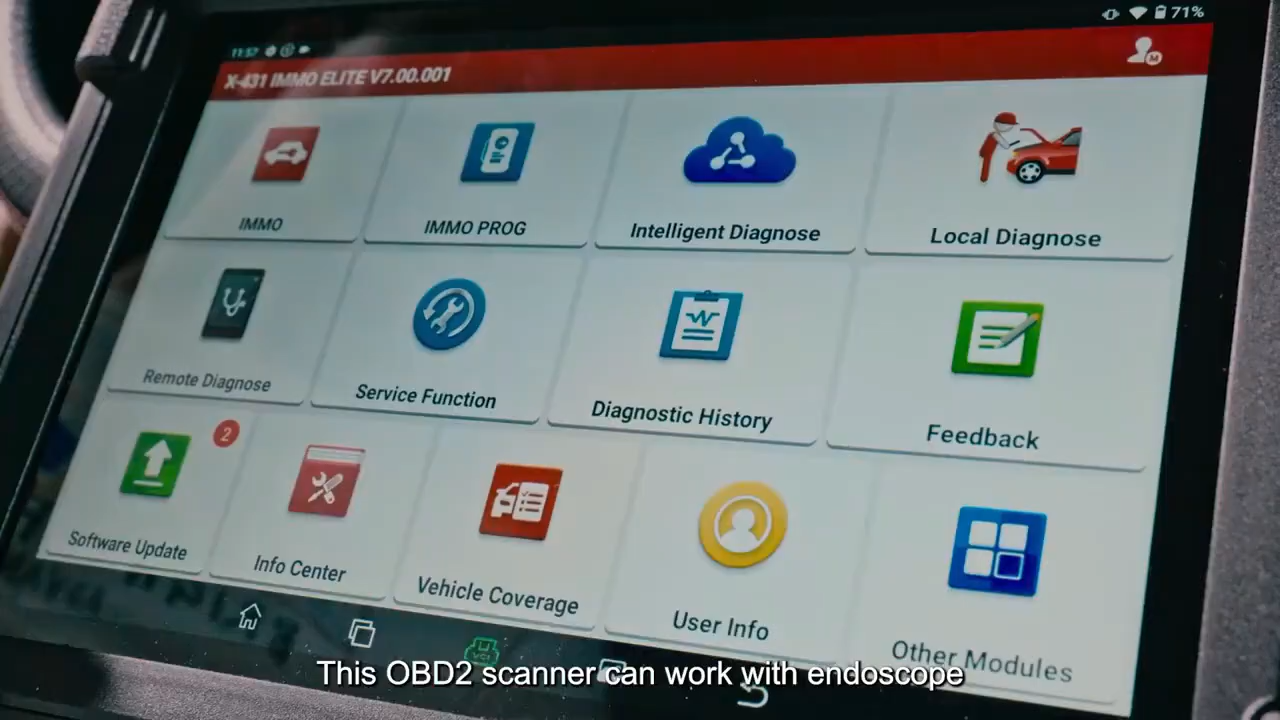 11:57
71%
X-431 IMMO ELITE V7.00.001
M
IMMO
IMMO PROG
Intelligent Diagnose
Local Diagnose
Remote Diagnose
Service Function
Diagnostic History
Feedback
2
Software Update
Info Center
Vehicle Coverage
User Info
Other Modules
VCI
This OBD2 scanner can work with endoscope